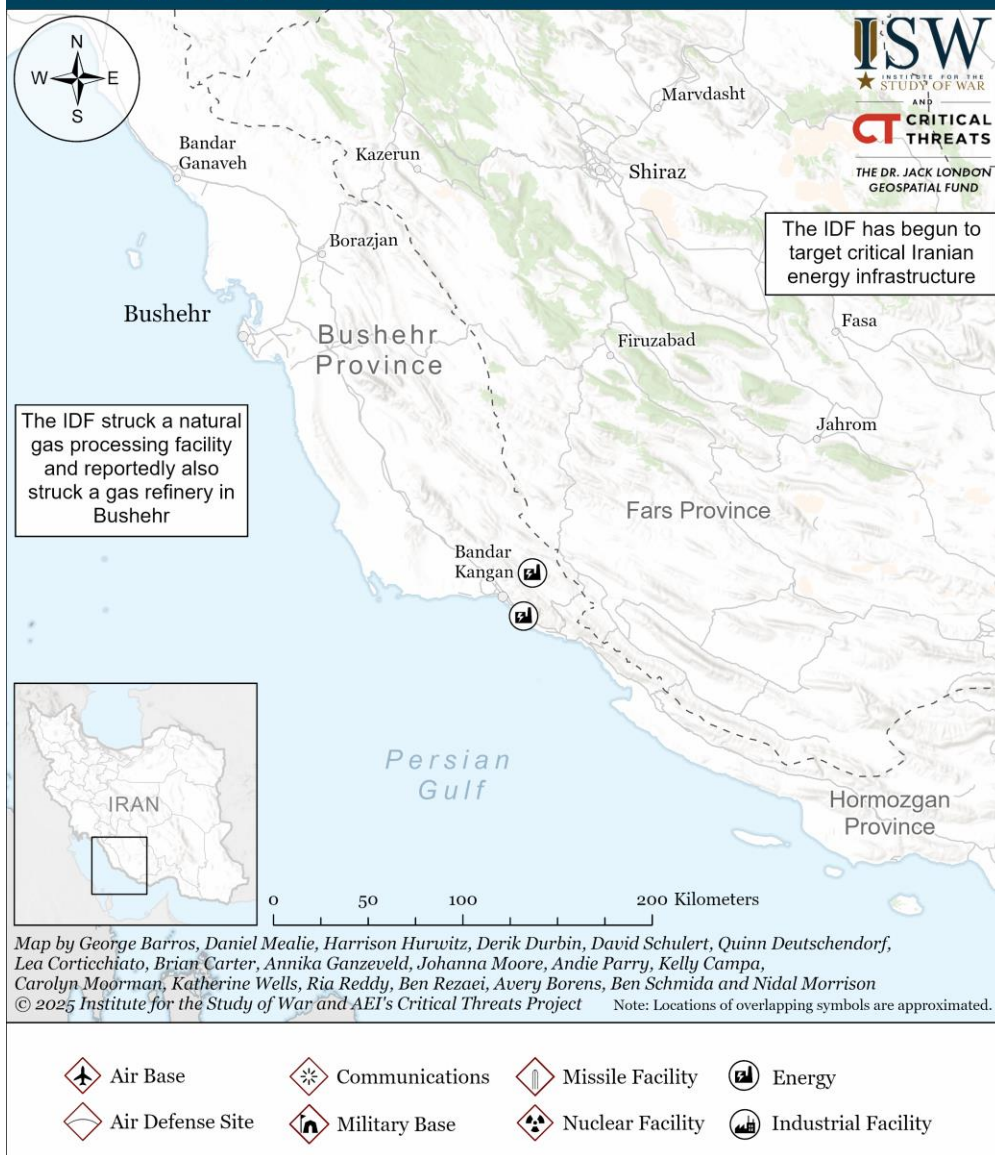 N
W E
S
ISW
INSTITUTE FOR THE
STUDY OF WAR
AND
CT CRITICAL
THREATS
THE DR. JACK LONDON
GEOSPATIAL FUND
Marvdasht
Bandar
Ganaveh
Kazerun
Shiraz
The IDF has begun to
target critical Iranian
energy infrastructure
Borazjan
Bushehr
Bushehr
Province
Firuzabad
Fasa
The IDF struck a natural
gas processing facility
and reportedly also
struck a gas refinery in
Bushehr
Jahrom
Fars Province
Bandar
Kangan
Persian
Gulf
IRAN
Hormozgan
Province
0 50 100 200 Kilometers
Map by George Barros, Daniel Mealie, Harrison Hurwitz, Derik Durbin, David Schulert, Quinn Deutschendorf,
Lea Corticchiato, Brian Carter, Annika Ganzeveld, Johanna Moore, Andie Parry, Kelly Campa,
Carolyn Moorman, Katherine Wells, Ria Reddy, Ben Rezaei, Avery Borens, Ben Schmida and Nidal Morrison
© 2025 Institute for the Study of War and AEI's Critical Threats Project Note: Locations of overlapping symbols are approximated.
Air Base Communications Missile Facility Energy
Air Defense Site Military Base Nuclear Facility Industrial Facility